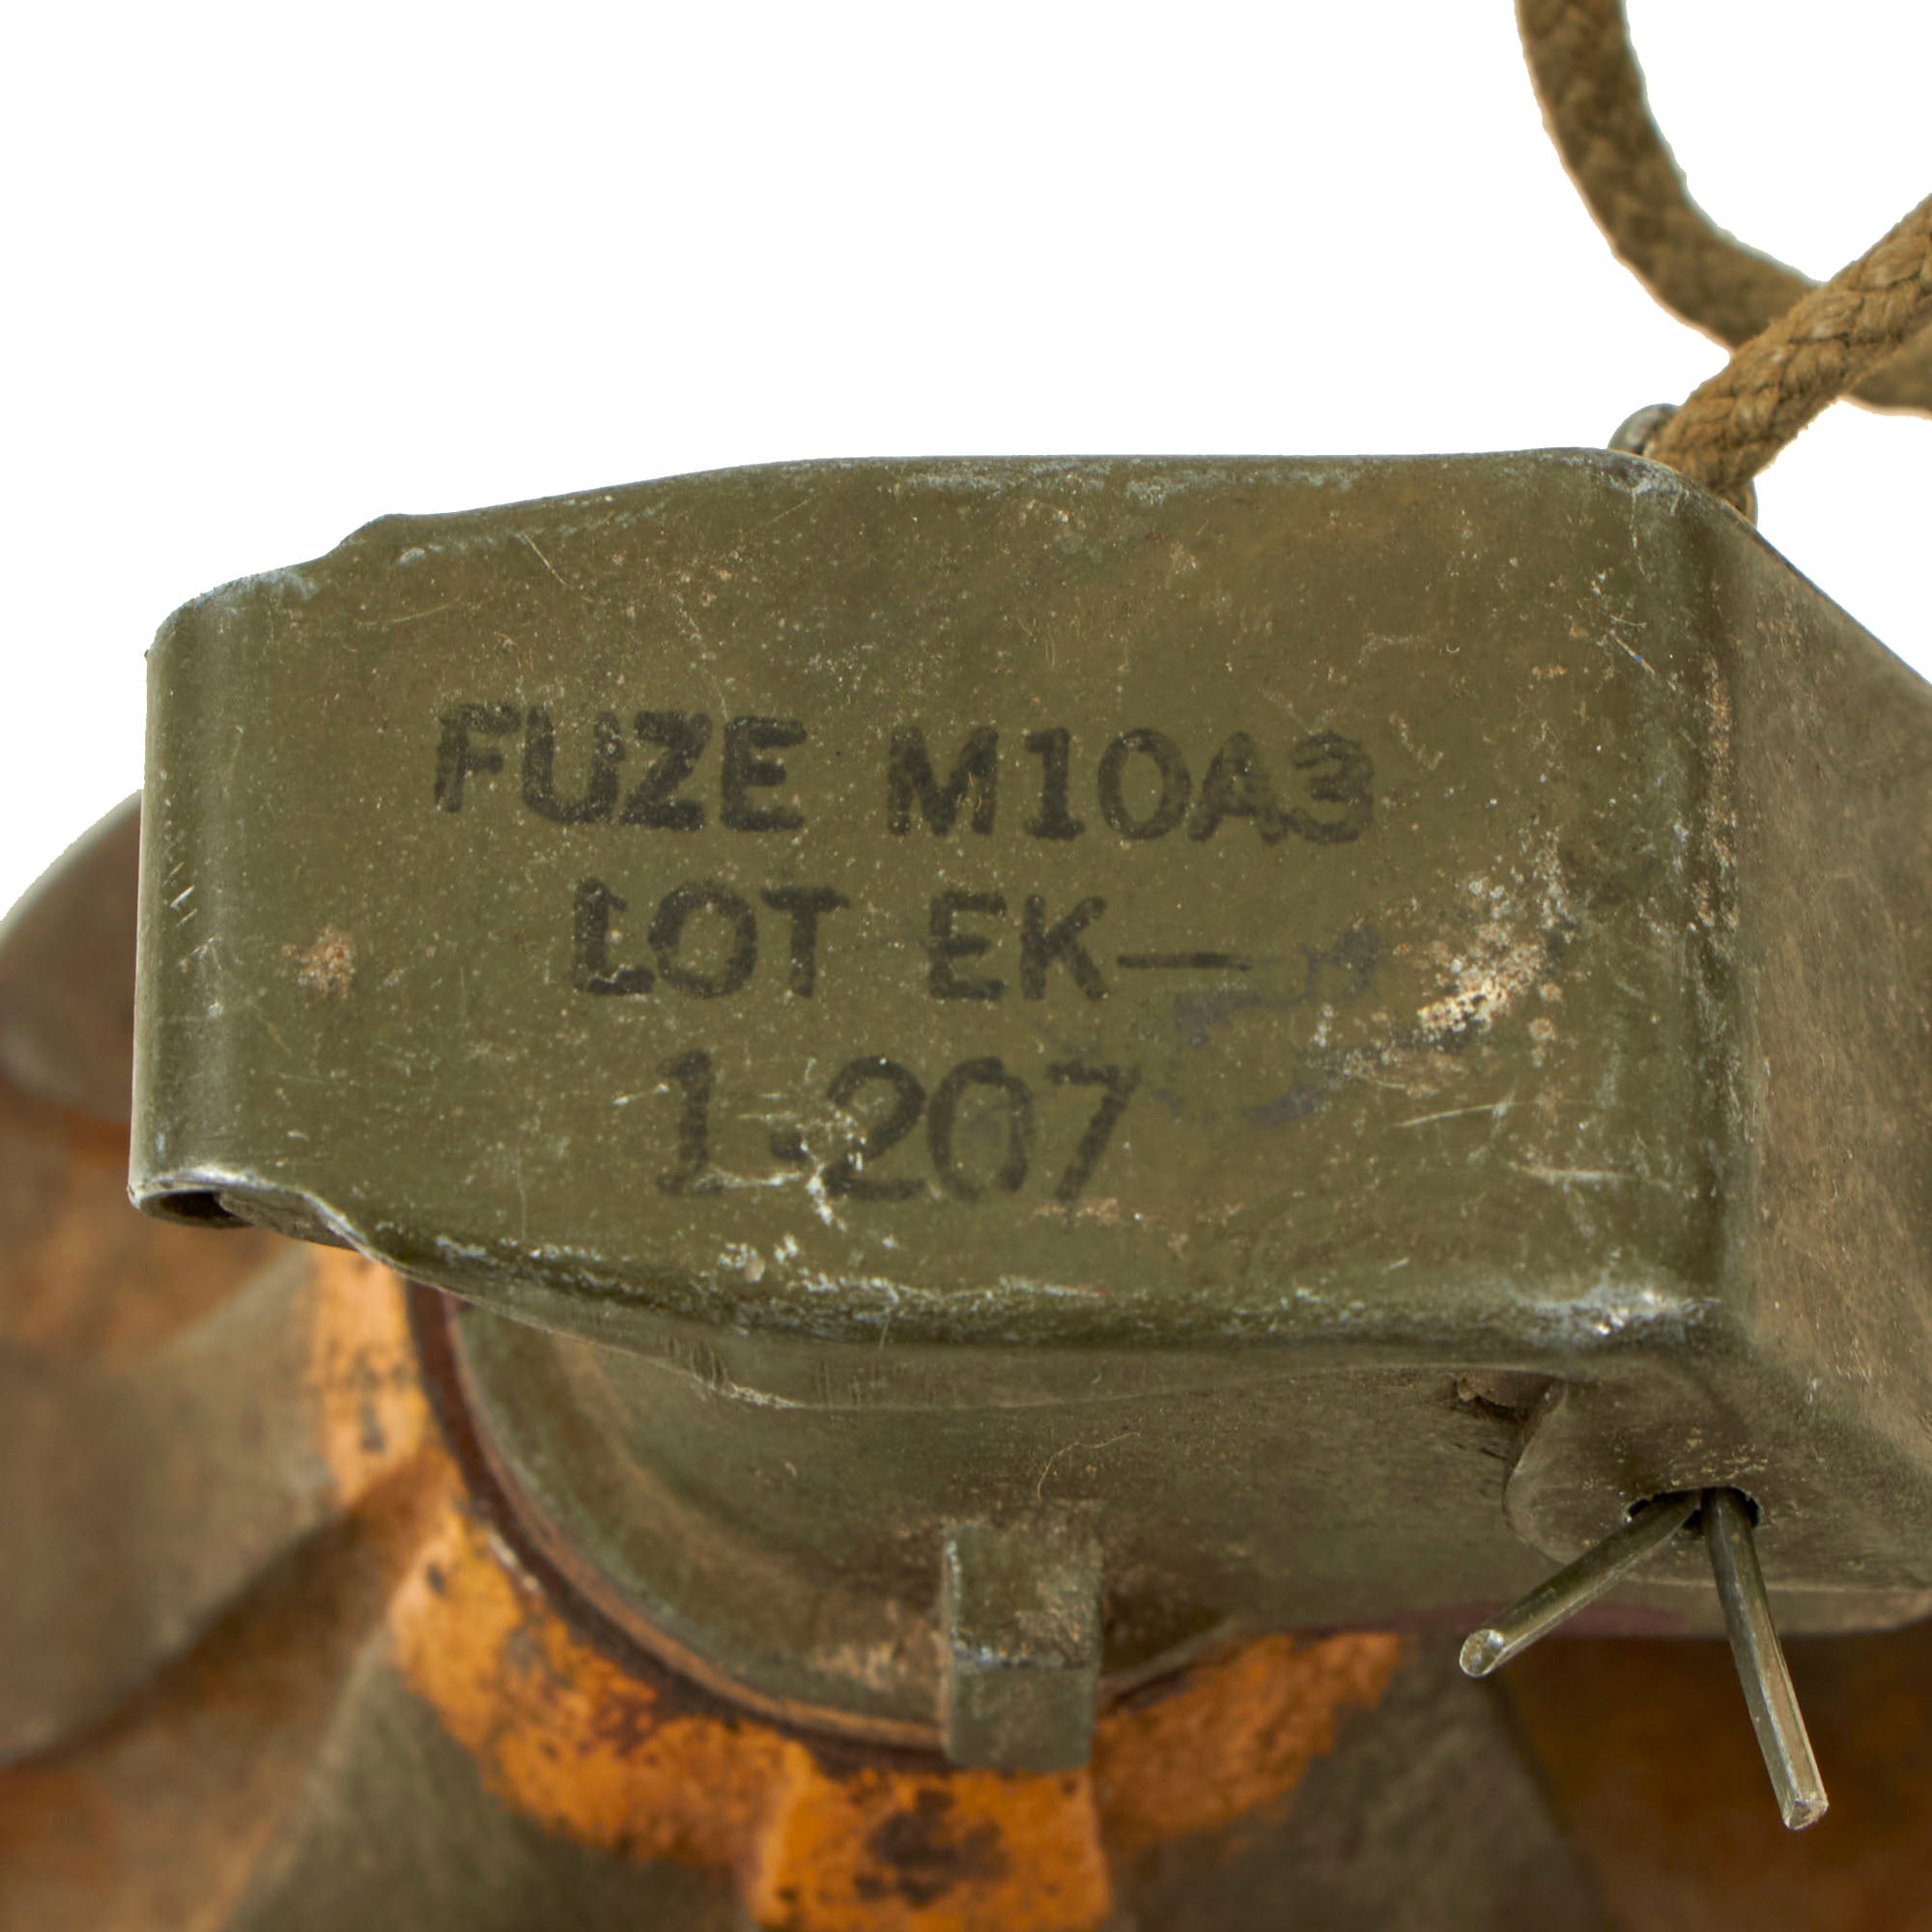 FUZE M10A3
LOT EK—
1-207